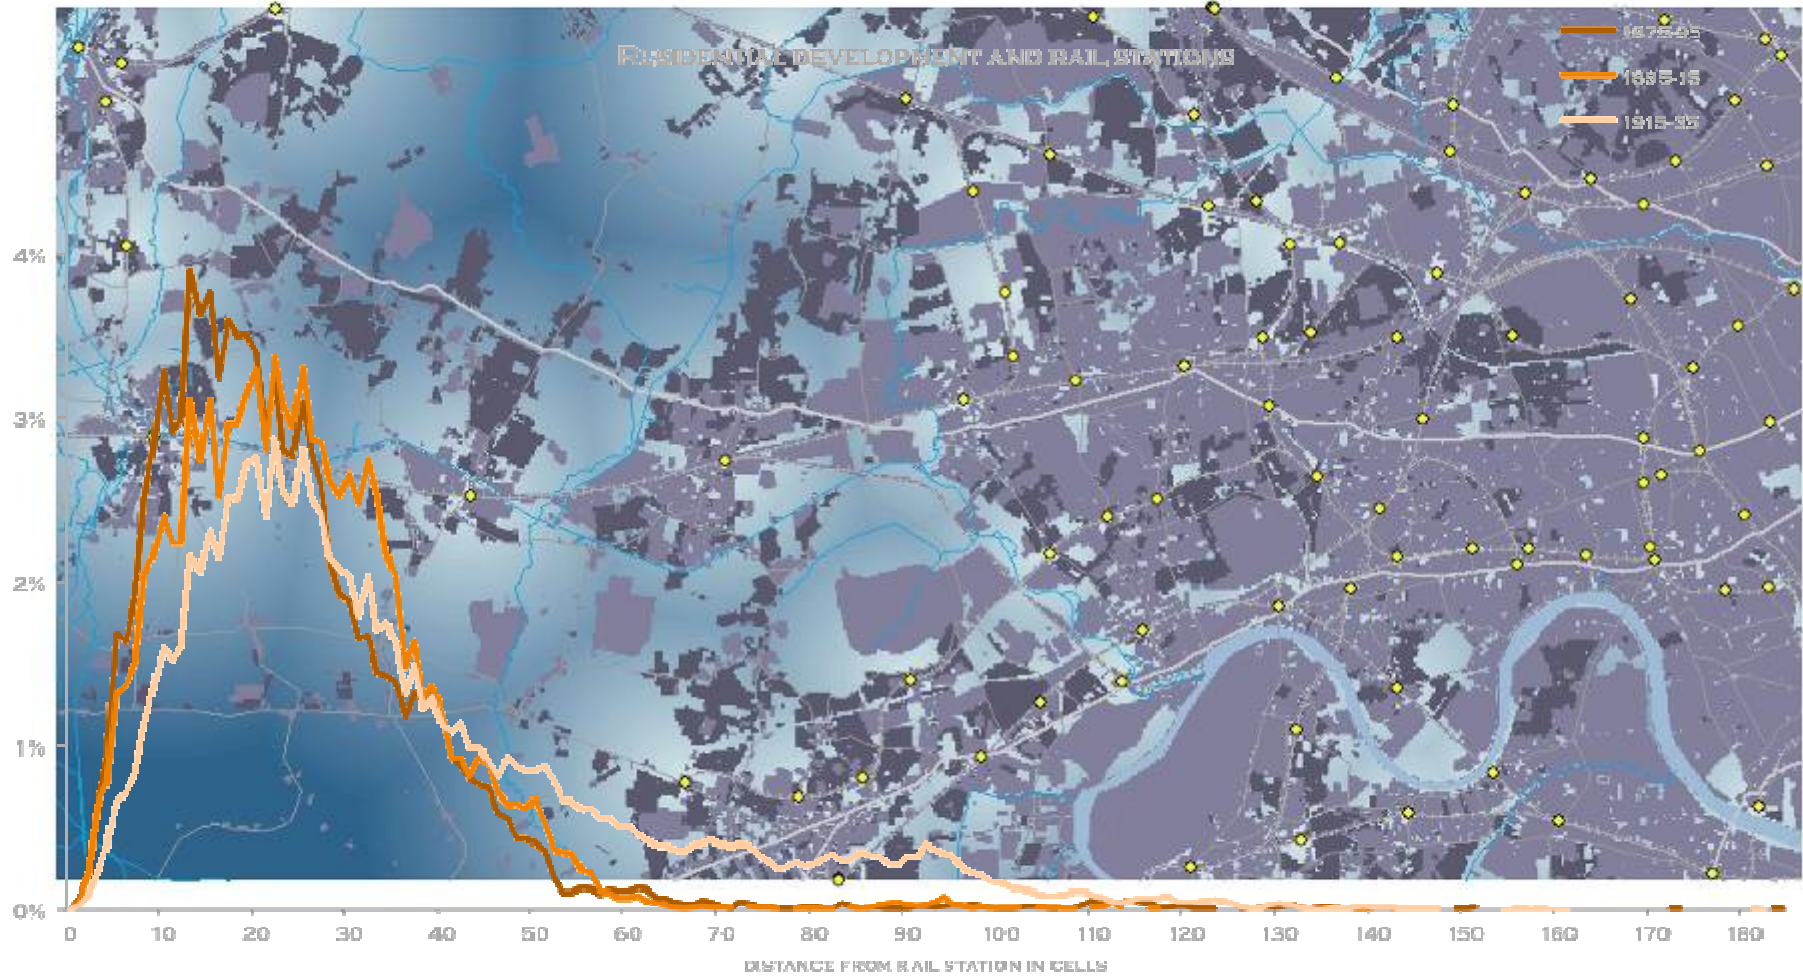 RESIDENTIAL DEVELOPMENT AND RAIL STATIONS
1875-95
1895-15
1915-35
4%
3%
2%
1%
0%
0 10 20 30 40 50 60 70 80 90 100 110 120 130 140 150 160 170 180
DISTANCE FROM RAIL STATION IN CELLS